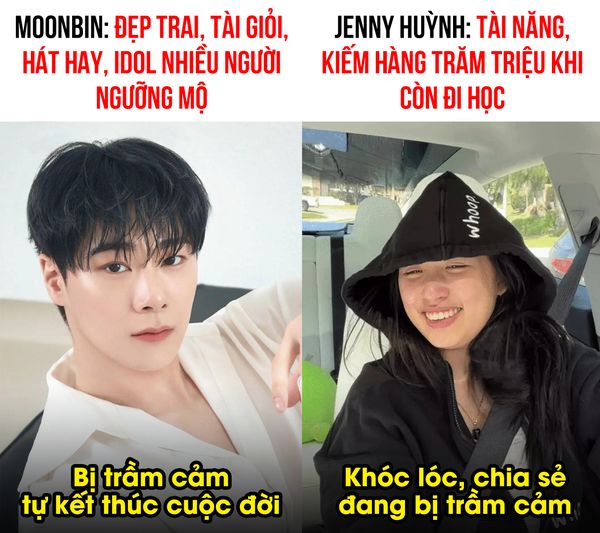 MOONBIN: ĐẸP TRAI, TÀI GIỎI,
HÁT HAY, IDOL NHIỀU NGƯỜI
NGƯỠNG MỘ
JENNY HUỲNH: TÀI NĂNG,
KIẾM HÀNG TRĂM TRIỆU KHI
CÒN ĐI HỌC
whoop
Bị trầm cảm
tự kết thúc cuộc đời
Khóc lóc, chia sẻ
đang bị trầm cảm